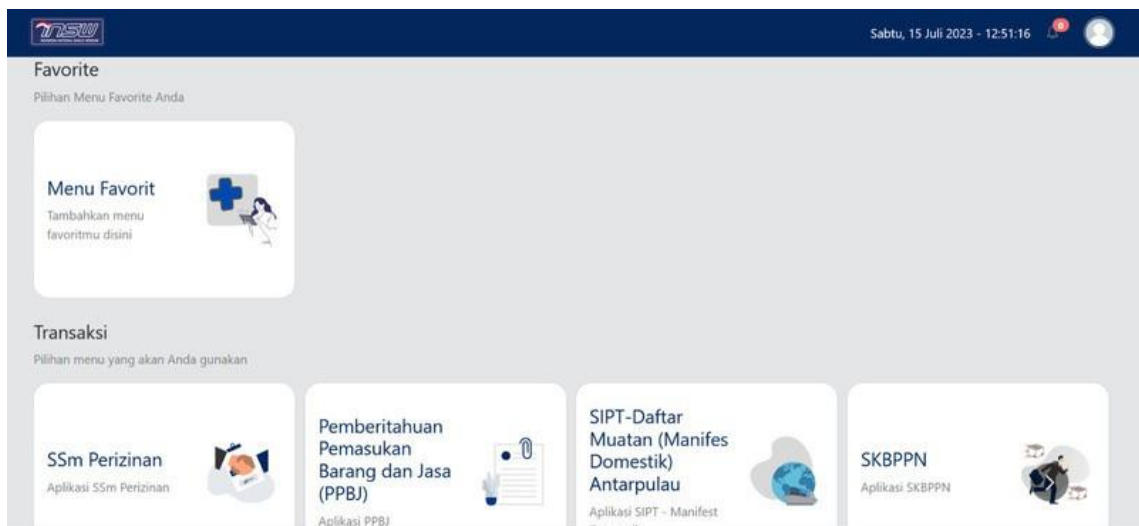 INSW
Sabtu, 15 Juli 2023 - 12:51:16
0
Favorite
Pilihan Menu Favorite Anda
Menu Favorit
Tambahkan menu
favoritmu disini
Transaksi
Pilihan menu yang akan Anda gunakan
SSm Perizinan
Aplikasi SSm Perizinan
Pemberitahuan
Pemasukan
Barang dan Jasa
(PPBJ)
Aplikasi PPBJ
SIPT-Daftar
Muatan (Manifes
Domestik)
Antarpulau
Aplikasi SIPT - Manifest
SKBPPN
Aplikasi SKBPPN